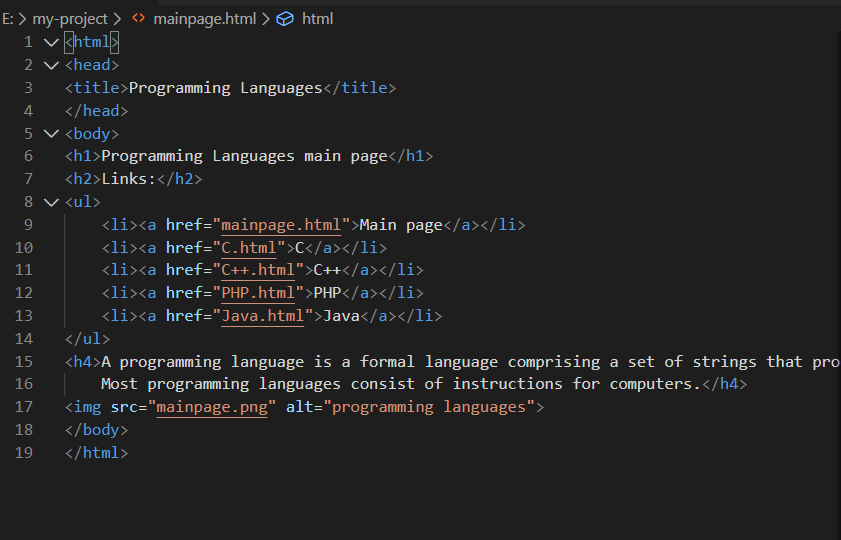 E: > my-project > <> mainpage.html > html
1 <html>
2 <head>
3 <title>Programming Languages</title>
4 </head>
5 <body>
6 <h1>Programming Languages main page</h1>
7 <h2>Links:</h2>
8 <ul>
9     <li><a href="mainpage.html">Main page</a></li>
10     <li><a href="C.html">C</a></li>
11     <li><a href="C++.html">C++</a></li>
12     <li><a href="PHP.html">PHP</a></li>
13     <li><a href="Java.html">Java</a></li>
14 </ul>
15 <h4>A programming language is a formal language comprising a set of strings that pro
16     Most programming languages consist of instructions for computers.</h4>
17 <img src="mainpage.png" alt="programming languages">
18 </body>
19 </html>